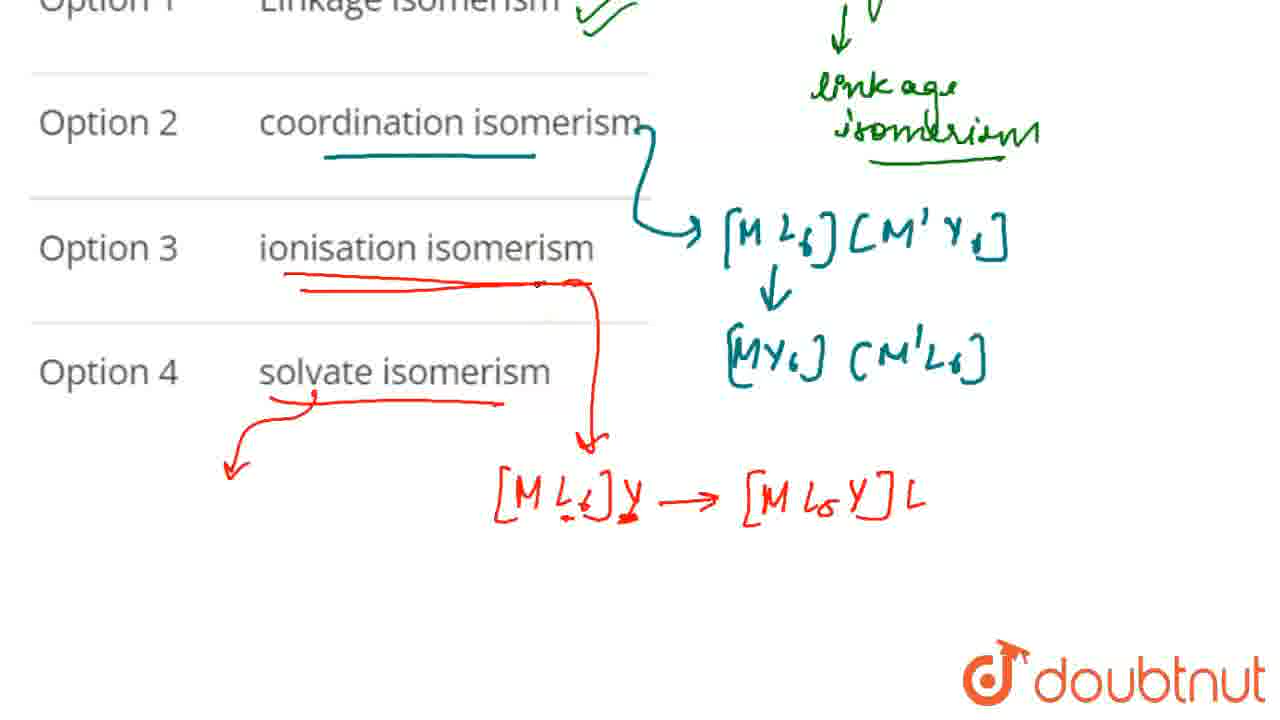 Option 1 Linkage isomerism
linkage
isomerism
Option 2 coordination isomerism
[M L6] [M' Y6]
[MY6] [M'L6]
Option 3 ionisation isomerism
Option 4 solvate isomerism
[M L6] Y → [M L5 Y] L
doubtnut